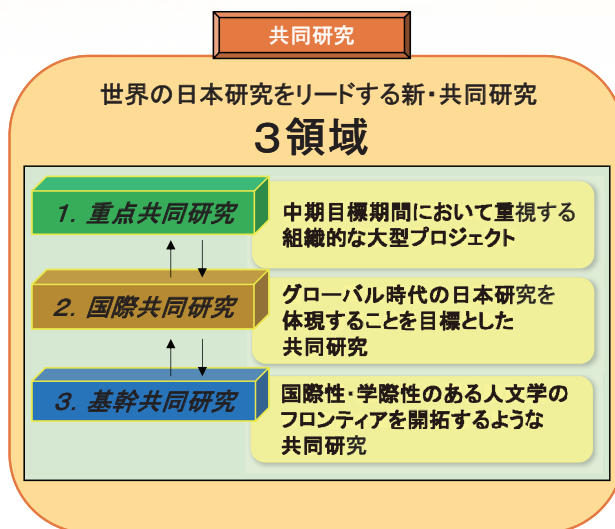 共同研究
世界の日本研究をリードする新・共同研究
3領域
1. 重点共同研究
中期目標期間において重視する
組織的な大型プロジェクト
2. 国際共同研究
グローバル時代の日本研究を
体現することを目標とした
共同研究
3. 基幹共同研究
国際性・学際性のある人文学の
フロンティアを開拓するような
共同研究